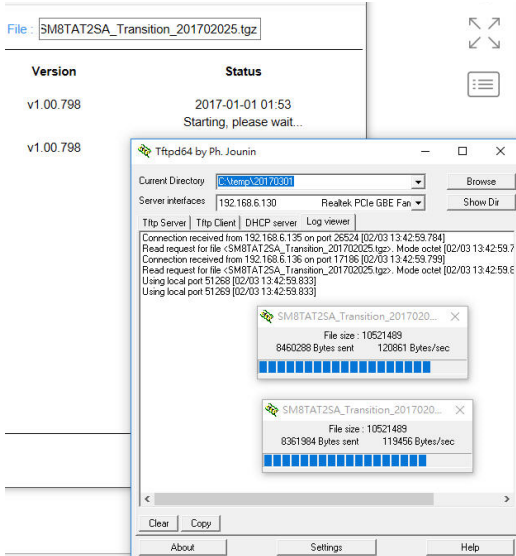 File : SM8TAT2SA_Transition_201702025.tgz
Version Status
v1.00.798 2017-01-01 01:53
Starting, please wait...
v1.00.798
Tftpd64 by Ph. Jounin
Current Directory C:\temp\20170301 Browse
Server interfaces 192.168.6.130 Realtek PCIe GBE Fan Show Dir
Tftp Server Tftp Client DHCP server Log viewer
Connection received from 192.168.6.135 on port 26524 [02/03 13:42:59.784]
Read request for file <SM8TAT2SA_Transition_201702025.tgz>. Mode octet [02/03 13:42:59.7
Connection received from 192.168.6.136 on port 17186 [02/03 13:42:59.799]
Read request for file <SM8TAT2SA_Transition_201702025.tgz>. Mode octet [02/03 13:42:59.8
Using local port 51268 [02/03 13:42:59.833]
Using local port 51269 [02/03 13:42:59.833]
SM8TAT2SA_Transition_2017020...
File size : 10521489
8460288 Bytes sent 120861 Bytes/sec
SM8TAT2SA_Transition_2017020...
File size : 10521489
8361984 Bytes sent 119456 Bytes/sec
Clear Copy
About Settings Help